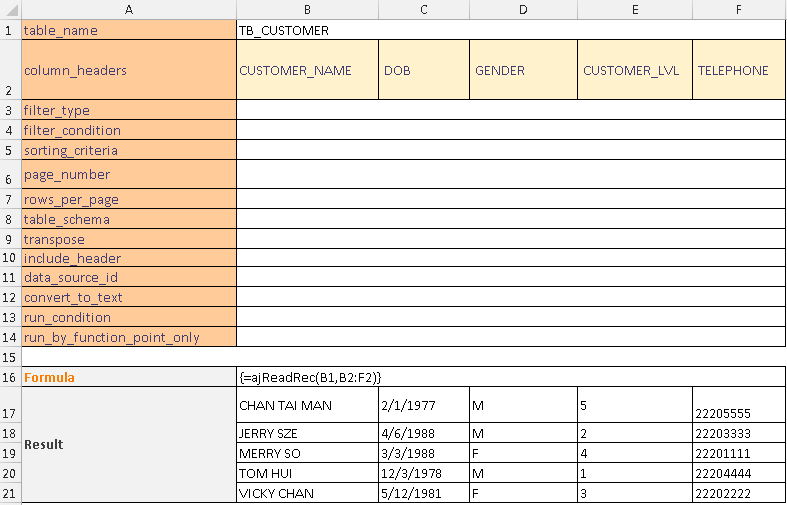 A B C D E F
1 table_name TB_CUSTOMER
2 column_headers CUSTOMER_NAME DOB GENDER CUSTOMER_LVL TELEPHONE
3 filter_type
4 filter_condition
5 sorting_criteria
6 page_number
7 rows_per_page
8 table_schema
9 transpose
10 include_header
11 data_source_id
12 convert_to_text
13 run_condition
14 run_by_function_point_only
15
16 Formula {=ajReadRec(B1,B2:F2)}
17 CHAN TAI MAN 2/1/1977 M 5 22205555
18 JERRY SZE 4/6/1988 M 2 22203333
Result
19 MERRY SO 3/3/1988 F 4 22201111
20 TOM HUI 12/3/1978 M 1 22204444
21 VICKY CHAN 5/12/1981 F 3 22202222